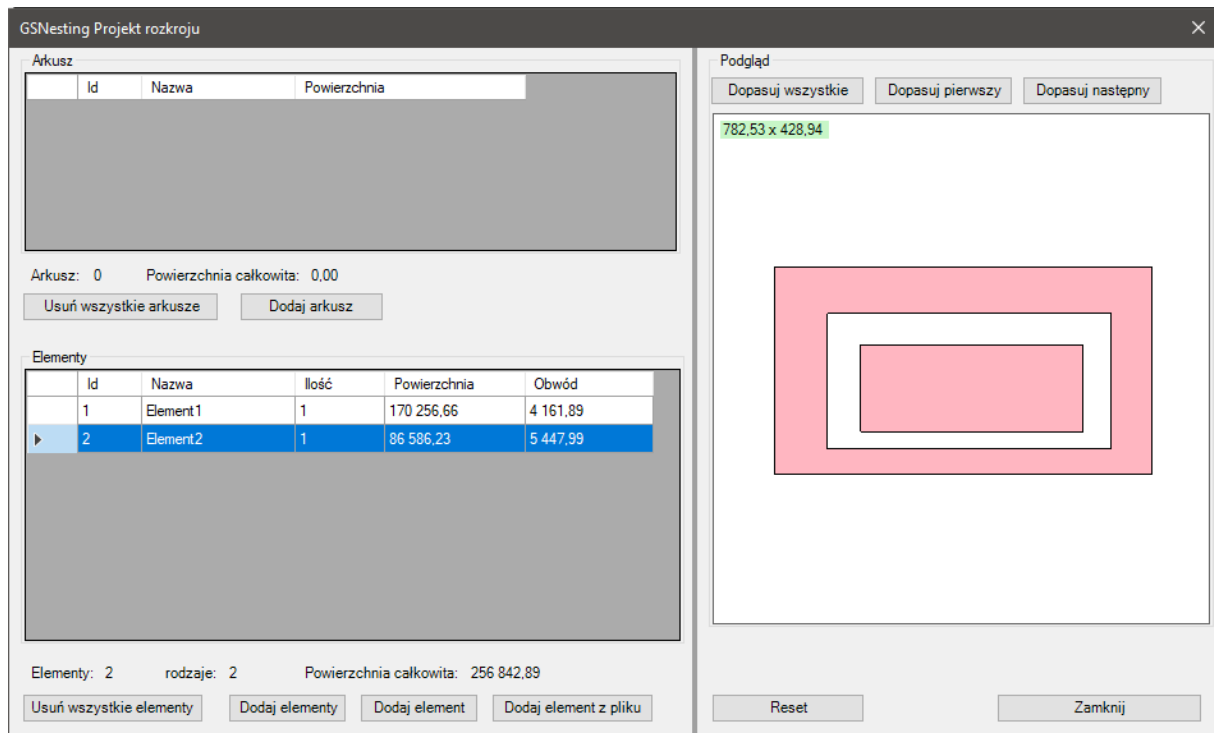 GSNesting Projekt rozkroju
Arkusz
Id Nazwa Powierzchnia
Arkusz: 0 Powierzchnia całkowita: 0,00
Usuń wszystkie arkusze Dodaj arkusz
Elementy
Id Nazwa Ilość Powierzchnia Obwód
1 Element1 1 170 256,66 4 161,89
2 Element2 1 86 586,23 5 447,99
Elementy: 2 rodzaje: 2 Powierzchnia całkowita: 256 842,89
Usuń wszystkie elementy Dodaj elementy Dodaj element Dodaj element z pliku
Podgląd
Dopasuj wszystkie Dopasuj pierwszy Dopasuj następny
782,53 x 428,94
Reset Zamknij